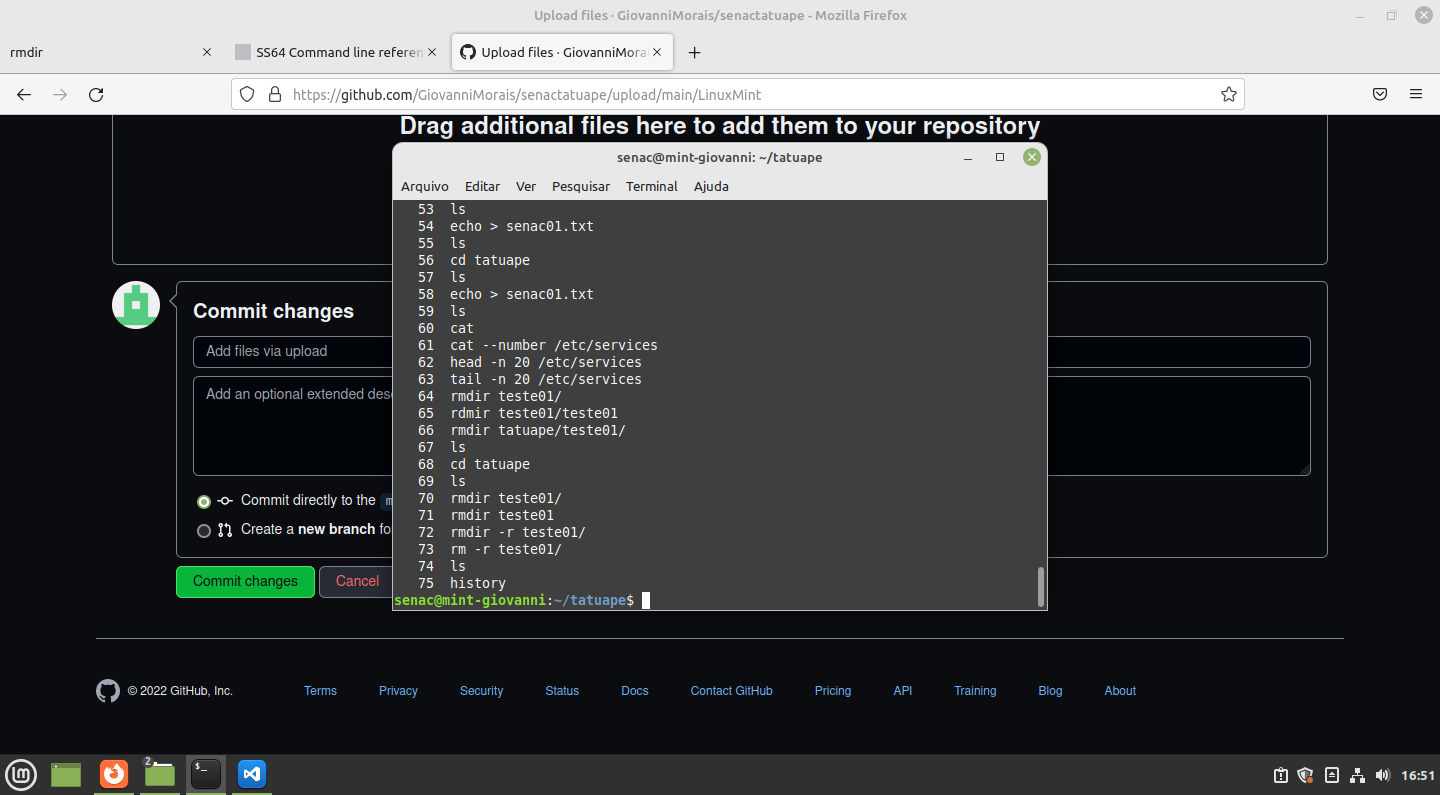 Upload files · GiovanniMorais/senactatuape - Mozilla Firefox
rmdir
SS64 Command line referen
Upload files · GiovanniMorai
https://github.com/GiovanniMorais/senactatuape/upload/main/LinuxMint
Drag additional files here to add them to your repository
senac@mint-giovanni: ~/tatuape
Arquivo Editar Ver Pesquisar Terminal Ajuda
53 ls
54 echo > senac01.txt
55 ls
56 cd tatuape
57 ls
58 echo > senac01.txt
59 ls
60 cat
61 cat --number /etc/services
62 head -n 20 /etc/services
63 tail -n 20 /etc/services
64 rmdir teste01/
65 rdmir teste01/teste01
66 rmdir tatuape/teste01/
67 ls
68 cd tatuape
69 ls
70 rmdir teste01/
71 rmdir teste01
72 rmdir -r teste01/
73 rm -r teste01/
74 ls
75 history
senac@mint-giovanni:~/tatuape$
Commit changes
Add files via upload
Add an optional extended desc
Commit directly to the m
Create a new branch fo
Commit changes
Cancel
© 2022 GitHub, Inc.
Terms
Privacy
Security
Status
Docs
Contact GitHub
Pricing
API
Training
Blog
About
2
$_
lm
16:51